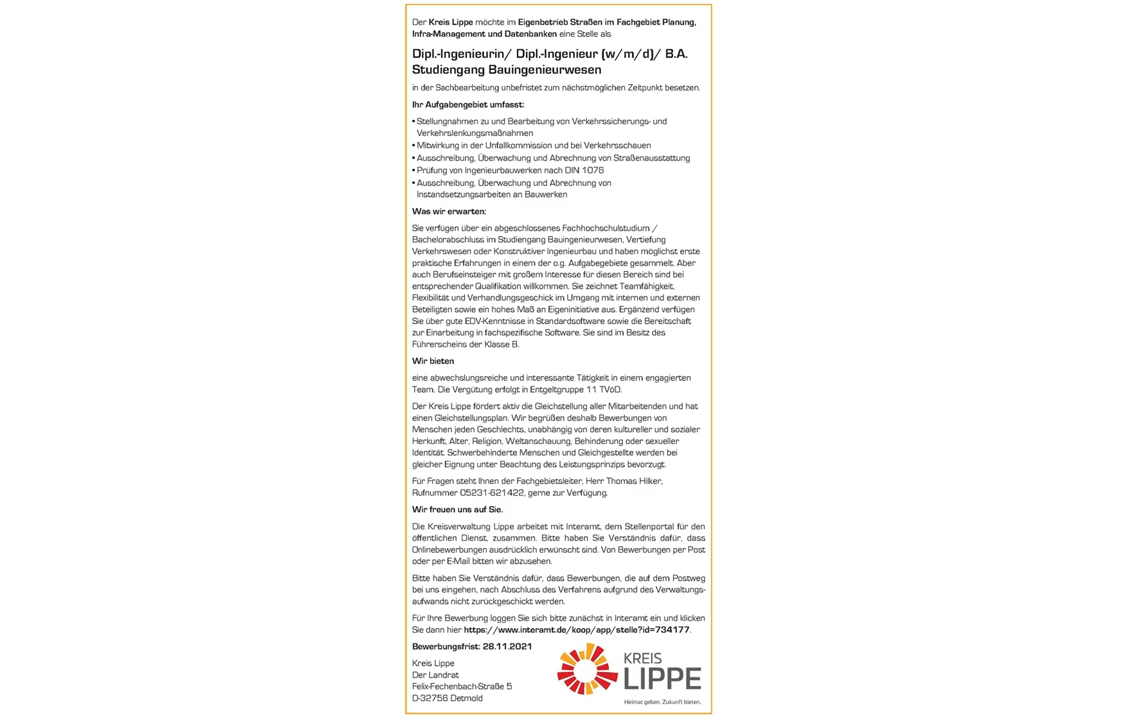 Der Kreis Lippe möchte im Eigenbetrieb Straßen im Fachgebiet Planung,
Infra-Management und Datenbanken eine Stelle als
Dipl.-Ingenieurin/ Dipl.-Ingenieur (w/m/d)/ B.A.
Studiengang Bauingenieurwesen
in der Sachbearbeitung unbefristet zum nächstmöglichen Zeitpunkt besetzen.
Ihr Aufgabengebiet umfasst:
• Stellungnahmen zu und Bearbeitung von Verkehrssicherungs- und
Verkehrslenkungsmaßnahmen
• Mitwirkung in der Unfallkommission und bei Verkehrsschauen
• Ausschreibung, Überwachung und Abrechnung von Straßenausstattung
• Prüfung von Ingenieurbauwerken nach DIN 1076
• Ausschreibung, Überwachung und Abrechnung von
Instandsetzungsarbeiten an Bauwerken
Was wir erwarten:
Sie verfügen über ein abgeschlossenes Fachhochschulstudium /
Bachelorabschluss im Studiengang Bauingenieurwesen, Vertiefung
Verkehrswesen oder Konstruktiver Ingenieurbau und haben möglichst erste
praktische Erfahrungen in einem der o.g. Aufgabegebiete gesammelt. Aber
auch Berufseinsteiger mit großem Interesse für diesen Bereich sind bei
entsprechender Qualifikation willkommen. Sie zeichnet Teamfähigkeit,
Flexibilität und Verhandlungsgeschick im Umgang mit internen und externen
Beteiligten sowie ein hohes Maß an Eigeninitiative aus. Ergänzend verfügen
Sie über gute EDV-Kenntnisse in Standardsoftware sowie die Bereitschaft
zur Einarbeitung in fachspezifische Software. Sie sind im Besitz des
Führerscheins der Klasse B.
Wir bieten
eine abwechslungsreiche und interessante Tätigkeit in einem engagierten
Team. Die Vergütung erfolgt in Entgeltgruppe 11 TVöD.
Der Kreis Lippe fördert aktiv die Gleichstellung aller Mitarbeitenden und hat
einen Gleichstellungsplan. Wir begrüßen deshalb Bewerbungen von
Menschen jeden Geschlechts, unabhängig von deren kultureller und sozialer
Herkunft, Alter, Religion, Weltanschauung, Behinderung oder sexueller
Identität. Schwerbehinderte Menschen und Gleichgestellte werden bei
gleicher Eignung unter Beachtung des Leistungsprinzips bevorzugt.
Für Fragen steht Ihnen der Fachgebietsleiter, Herr Thomas Hilker,
Rufnummer 05231-621422, gerne zur Verfügung.
Wir freuen uns auf Sie.
Die Kreisverwaltung Lippe arbeitet mit Interamt, dem Stellenportal für den
öffentlichen Dienst, zusammen. Bitte haben Sie Verständnis dafür, dass
Onlinebewerbungen ausdrücklich erwünscht sind. Von Bewerbungen per Post
oder per E-Mail bitten wir abzusehen.
Bitte haben Sie Verständnis dafür, dass Bewerbungen, die auf dem Postweg
bei uns eingehen, nach Abschluss des Verfahrens aufgrund des Verwaltungs-
aufwands nicht zurückgeschickt werden.
Für Ihre Bewerbung loggen Sie sich bitte zunächst in Interamt ein und klicken
Sie dann hier https://www.interamt.de/koop/app/stelle?id=734177.
Bewerbungsfrist: 28.11.2021
Kreis Lippe
Der Landrat
Felix-Fechenbach-Straße 5
D-32756 Detmold
KREIS
LIPPE
Heimat geben. Zukunft bieten.